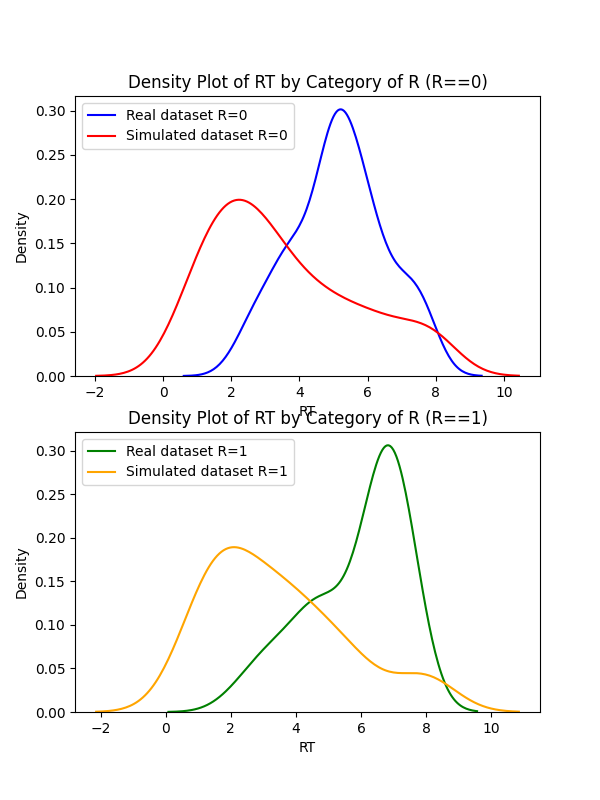 Density Plot of RT by Category of R (R==0)
Real dataset R=0
Simulated dataset R=0
Density
0.30
0.25
0.20
0.15
0.10
0.05
0.00
−2 0 2 4 6 8 10
RT
Density Plot of RT by Category of R (R==1)
Real dataset R=1
Simulated dataset R=1
Density
0.30
0.25
0.20
0.15
0.10
0.05
0.00
−2 0 2 4 6 8 10
RT